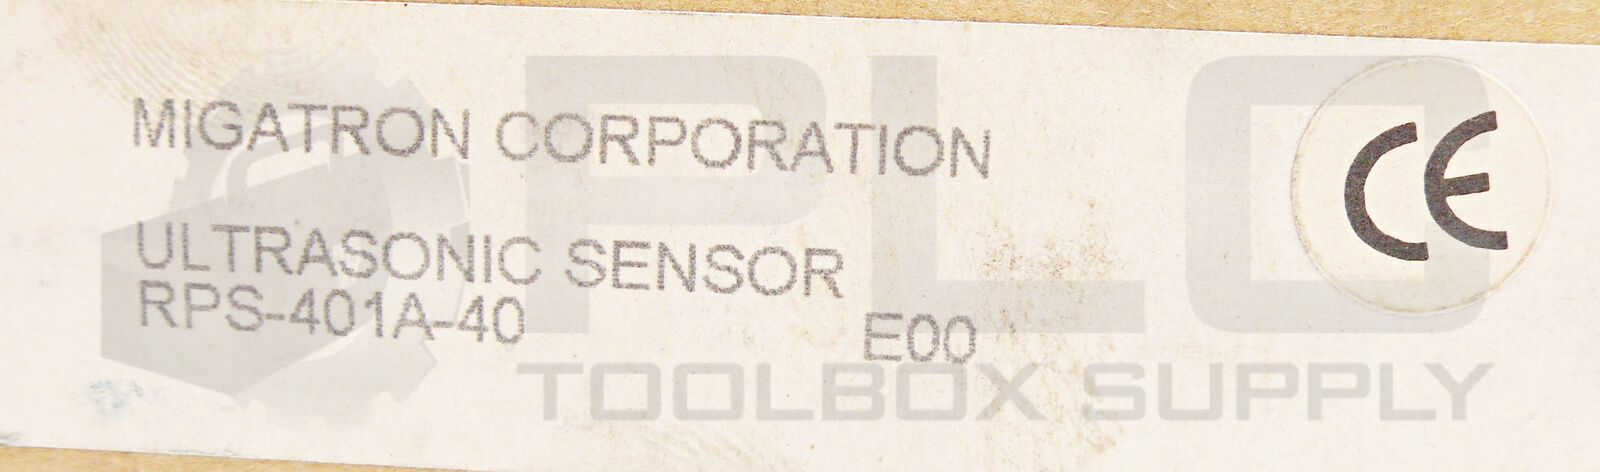 MIGATRON CORPORATION
CE
ULTRASONIC SENSOR
RPS-401A-40
E00
PLC
TOOLBOX SUPPLY